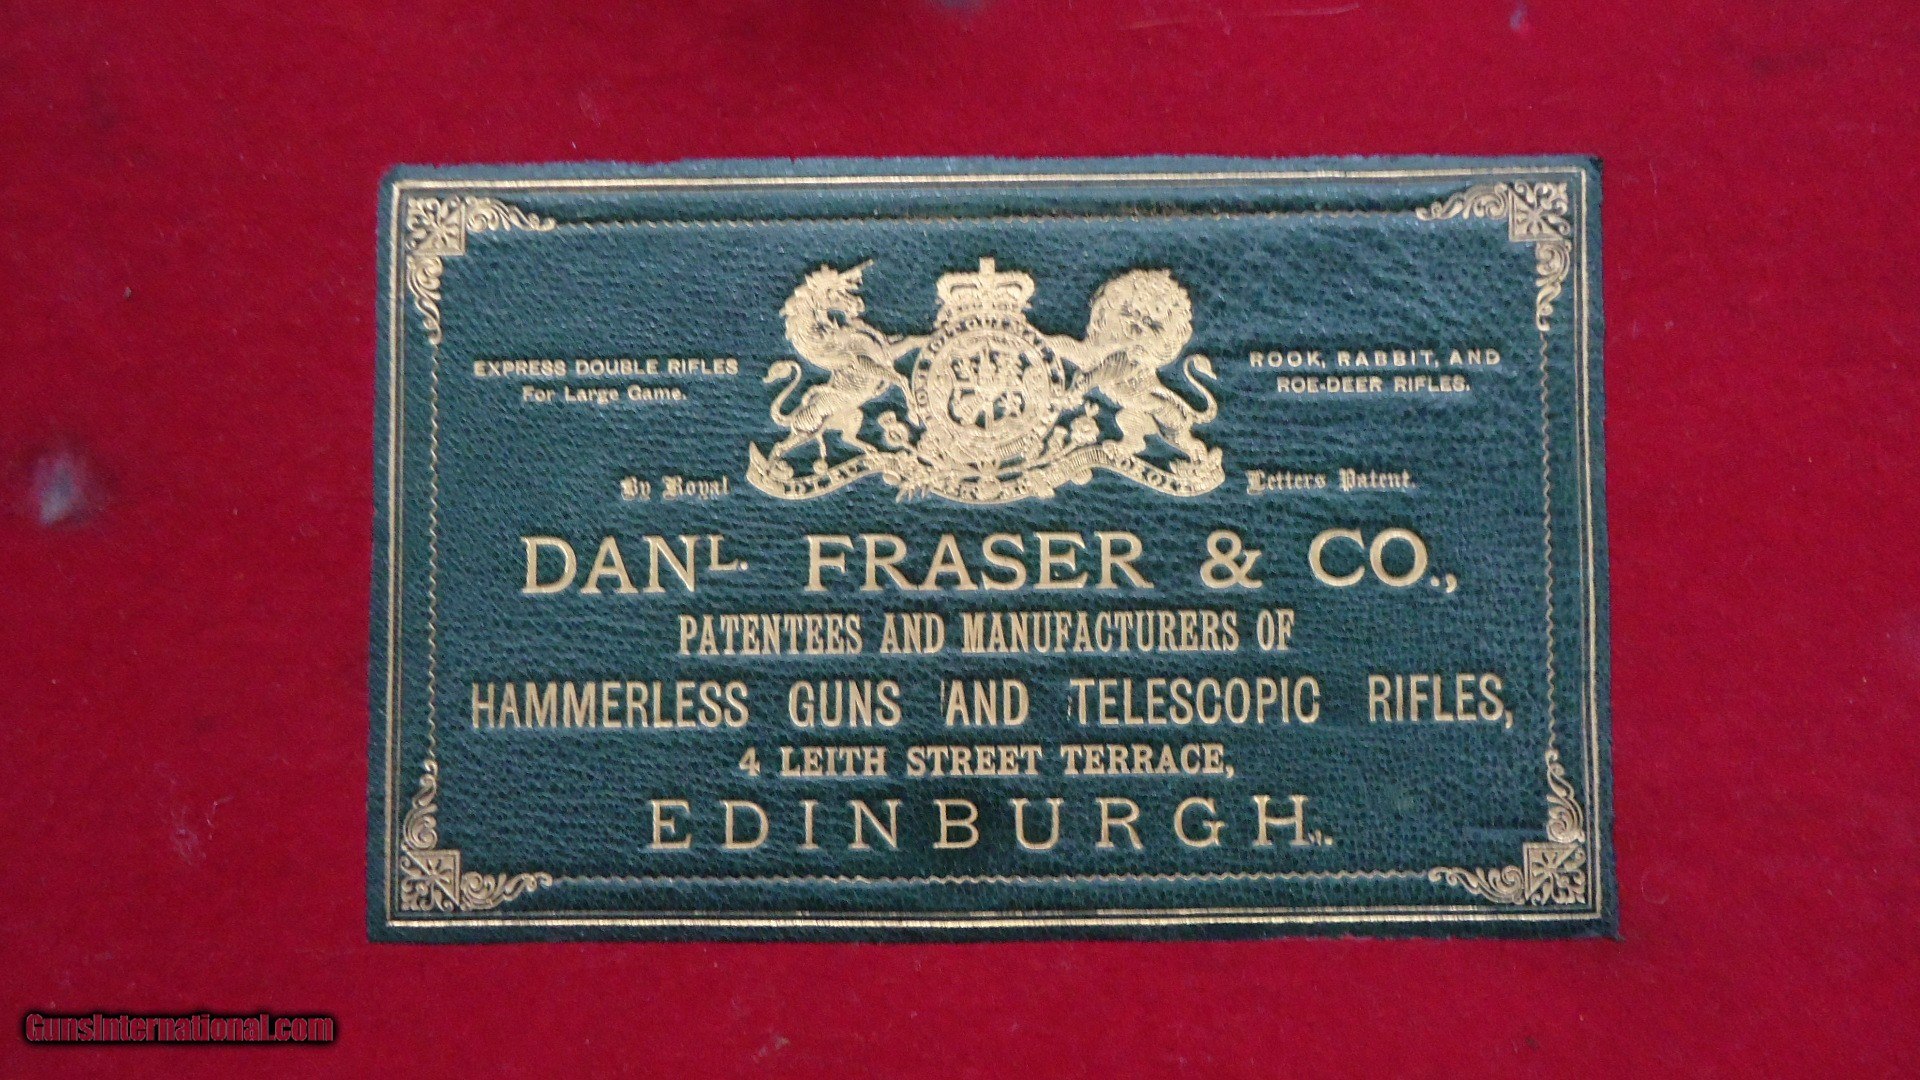 EXPRESS DOUBLE RIFLES
For Large Game.
ROOK, RABBIT, AND
ROE-DEER RIFLES.
By Royal
Letters Patent.
DANL. FRASER & CO.,
PATENTEES AND MANUFACTURERS OF
HAMMERLESS GUNS AND TELESCOPIC RIFLES,
4 LEITH STREET TERRACE,
EDINBURGH.
GunsInternational.com